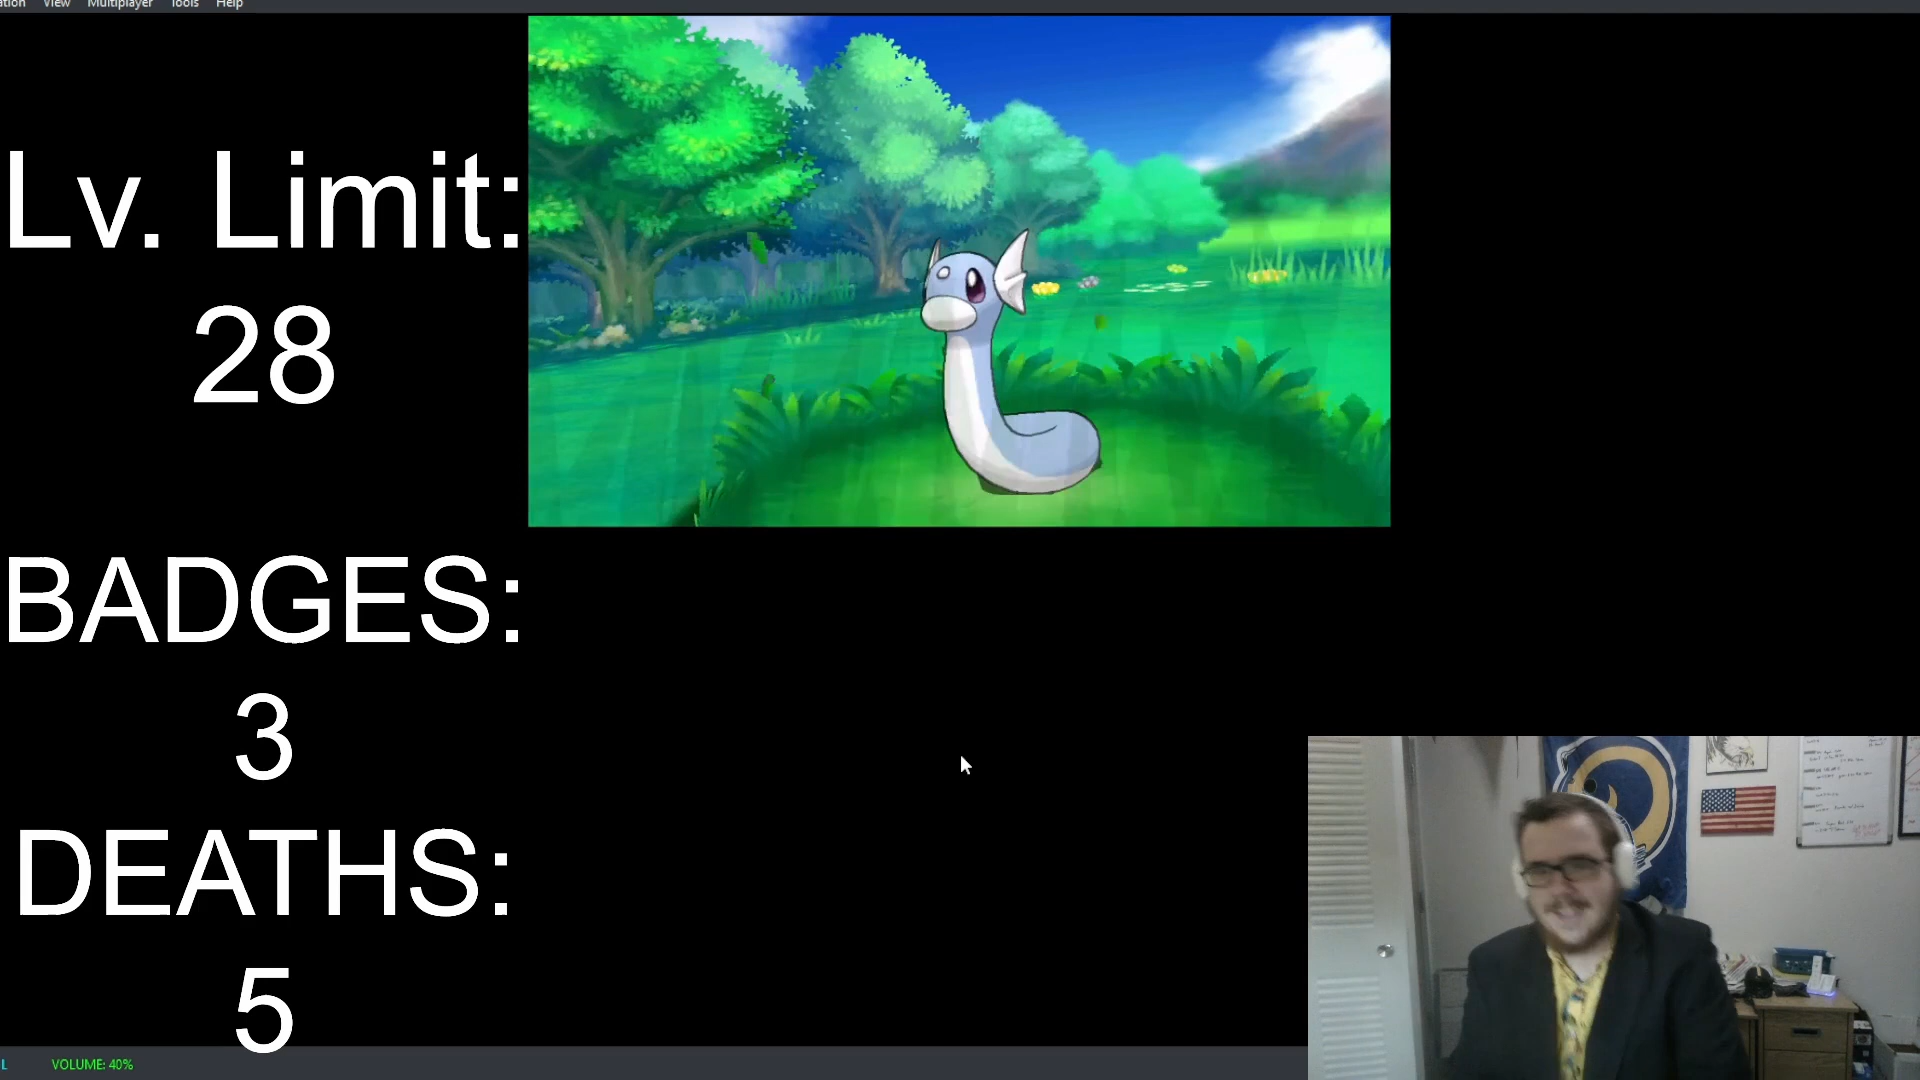 View Multiplayer Tools Help
Lv. Limit:
28
BADGES:
3
DEATHS:
5
VOLUME: 40%